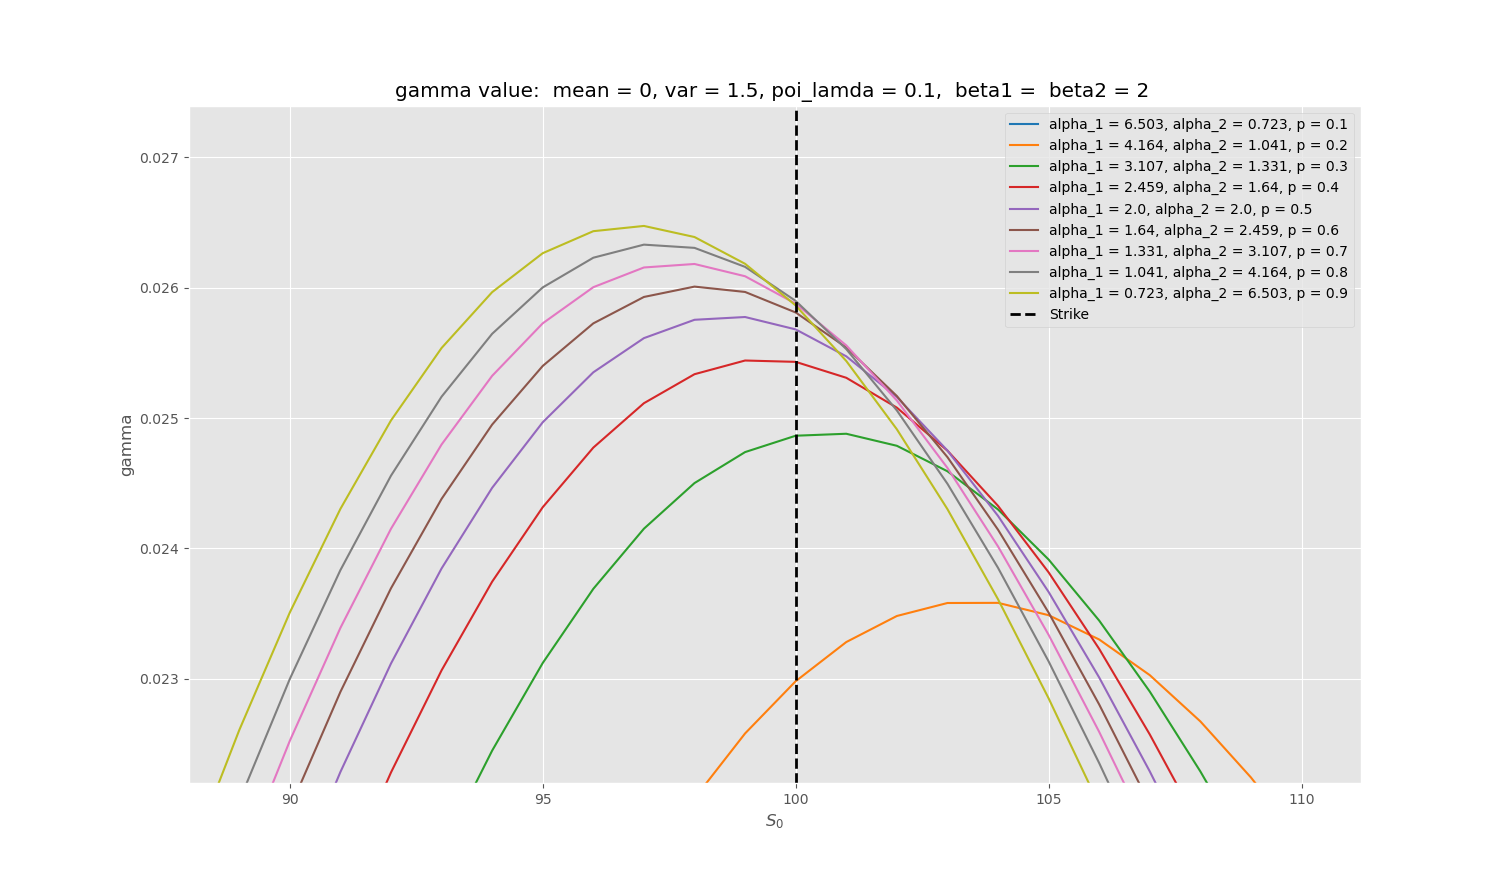 gamma value:  mean = 0, var = 1.5, poi_lamda = 0.1,  beta1 =  beta2 = 2
alpha_1 = 6.503, alpha_2 = 0.723, p = 0.1
alpha_1 = 4.164, alpha_2 = 1.041, p = 0.2
alpha_1 = 3.107, alpha_2 = 1.331, p = 0.3
alpha_1 = 2.459, alpha_2 = 1.64, p = 0.4
alpha_1 = 2.0, alpha_2 = 2.0, p = 0.5
alpha_1 = 1.64, alpha_2 = 2.459, p = 0.6
alpha_1 = 1.331, alpha_2 = 3.107, p = 0.7
alpha_1 = 1.041, alpha_2 = 4.164, p = 0.8
alpha_1 = 0.723, alpha_2 = 6.503, p = 0.9
Strike
0.027
0.026
0.025
0.024
0.023
gamma
90
95
100
105
110
S_0